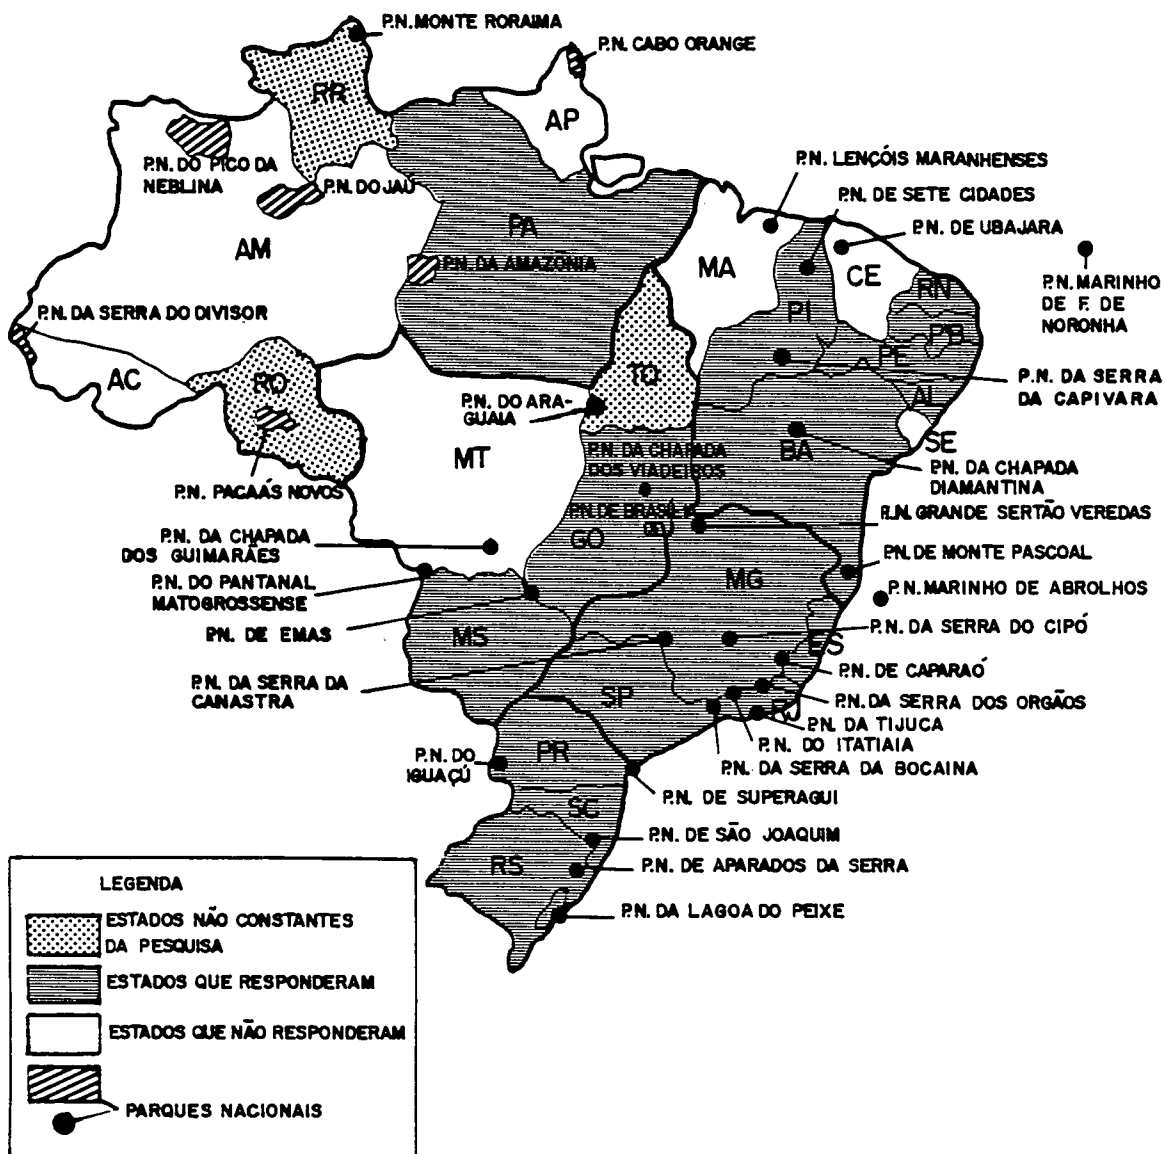 P.N. MONTE RORAIMA
P.N. CABO ORANGE
RR
AP
P.N. DO PICO DA
NEBLINA
P.N. DO JAÚ
P.N. LENÇÓIS MARANHENSES
P.N. DE SETE CIDADES
P.N. DE UBAJARA
PA
AM
P.N. DA AMAZÔNIA
MA
CE
RN
P.N. MARINHO
DE F. DE
NORONHA
P.N. DA SERRA DO DIVISOR
PI
PB
PE
AC
RO
TO
AL
P.N. DA SERRA
DA CAPIVARA
P.N. DO ARA-
GUAIA
SE
BA
MT
P.N. DA CHAPADA
DOS VIADEIROS
P.N. DA CHAPADA
DIAMANTINA
P.N. PACAÁS NOVOS
P.N. DE BRASÍLIA
P.N. GRANDE SERTÃO VEREDAS
GO
P.N. DA CHAPADA
DOS GUIMARÃES
P.N. DE MONTE PASCOAL
MG
P.N. DO PANTANAL
MATOGROSSENSE
P.N. MARINHO DE ABROLHOS
P.N. DE EMAS
MS
P.N. DA SERRA DO CIPÓ
ES
P.N. DE CAPARAÓ
P.N. DA SERRA DA
CANASTRA
SP
P.N. DA SERRA DOS ORGÃOS
RJ
P.N. DA TIJUCA
P.N. DO ITATIAIA
P.N. DO
IGUAÇÚ
PR
P.N. DA SERRA DA BOCAINA
P.N. DE SUPERAGUI
SC
P.N. DE SÃO JOAQUIM
RS
P.N. DE APARADOS DA SERRA
P.N. DA LAGOA DO PEIXE
LEGENDA
ESTADOS NÃO CONSTANTES
DA PESQUISA
ESTADOS QUE RESPONDERAM
ESTADOS QUE NÃO RESPONDERAM
PARQUES NACIONAIS